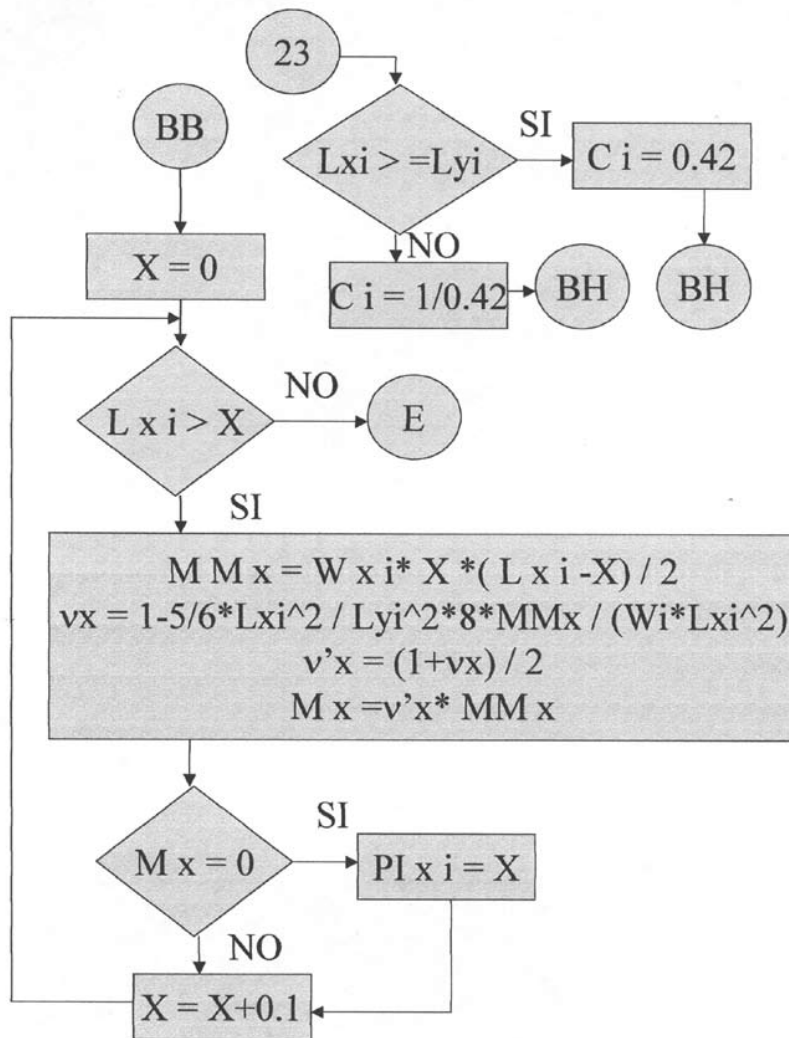 23
BB
SI
Lxi > =Lyi
C i = 0.42
NO
X = 0
C i = 1/0.42
BH
BH
NO
L x i > X
E
SI
M M x = W x i* X *( L x i -X) / 2
νx = 1-5/6*Lxi^2 / Lyi^2*8*MMx / (Wi*Lxi^2)
ν’x = (1+νx) / 2
M x =ν’x* MM x
SI
M x = 0
PI x i = X
NO
X = X+0.1